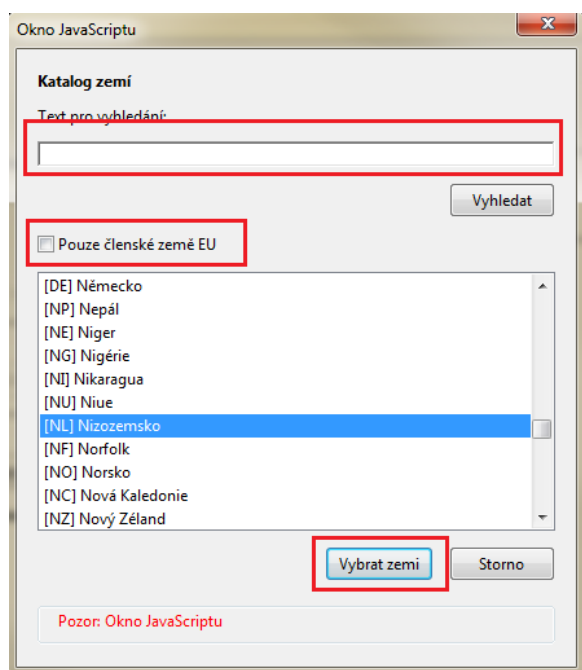 Okno JavaScriptu
Katalog zemí
Text pro vyhledání:
Vyhledat
Pouze členské země EU
[DE] Německo
[NP] Nepál
[NE] Niger
[NG] Nigérie
[NI] Nikaragua
[NU] Niue
[NL] Nizozemsko
[NF] Norfolk
[NO] Norsko
[NC] Nová Kaledonie
[NZ] Nový Zéland
Vybrat zemi
Storno
Pozor: Okno JavaScriptu